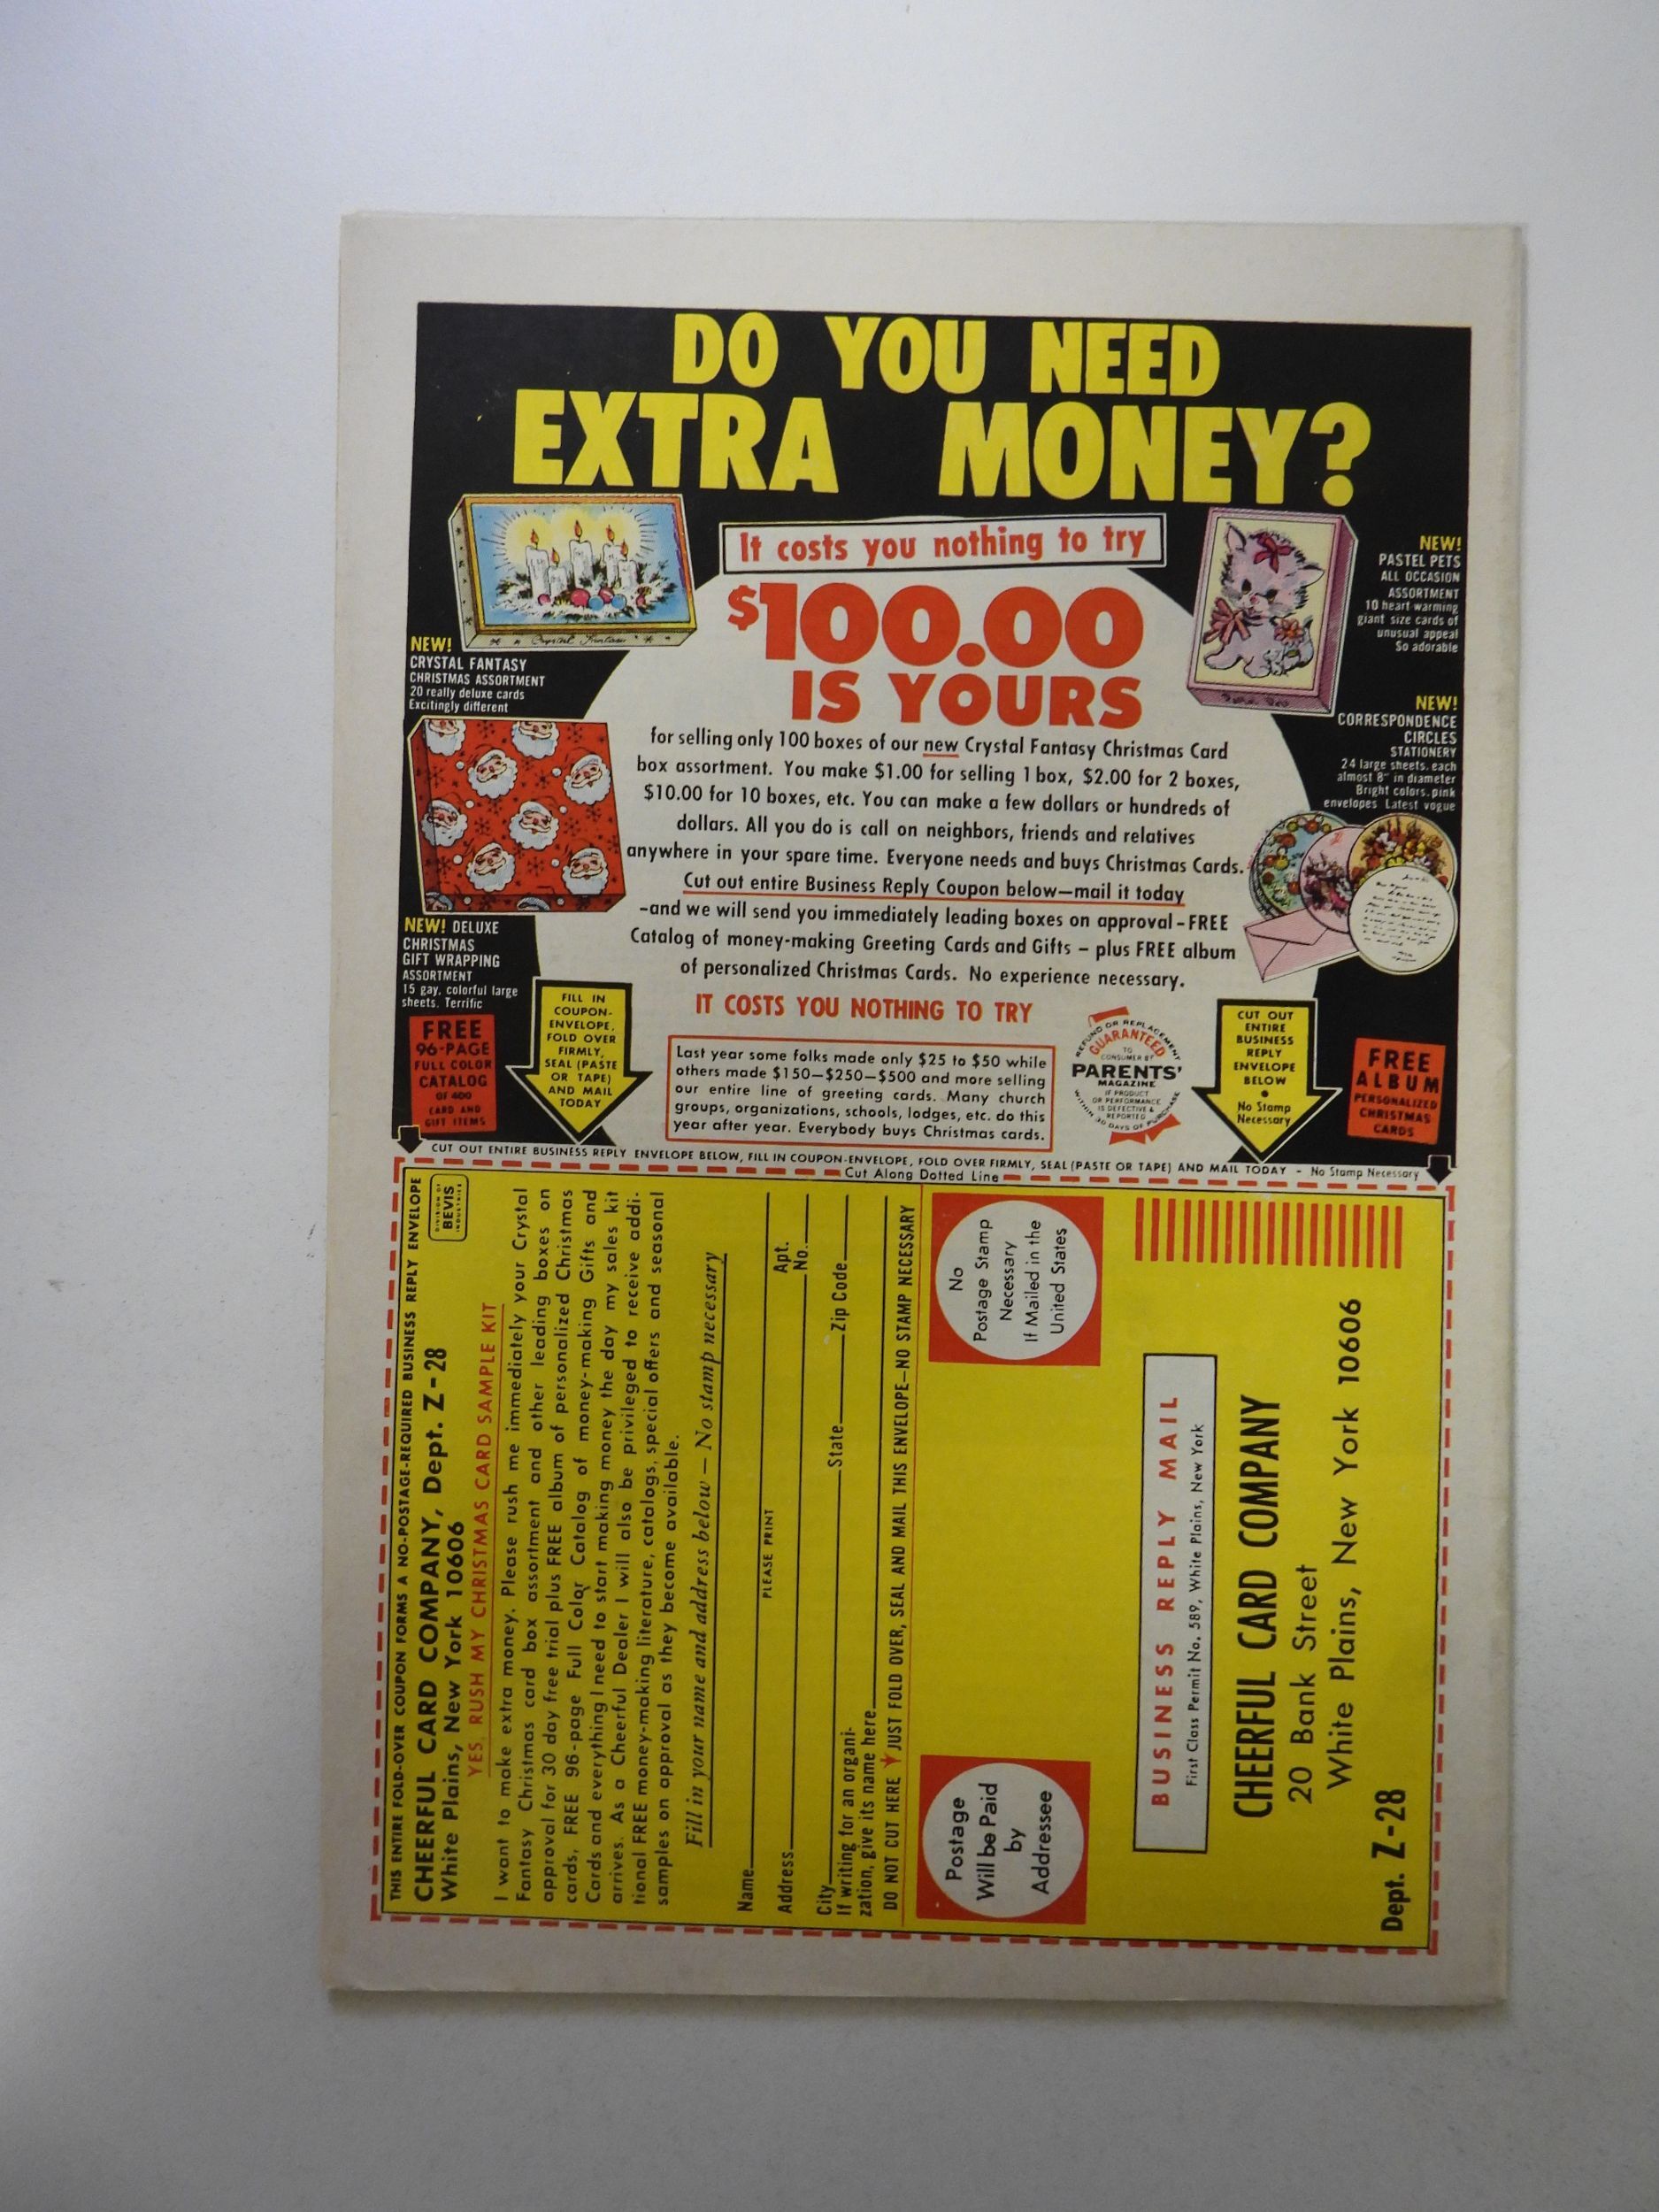 DO YOU NEED
EXTRA MONEY?
It costs you nothing to try
$100.00
IS YOURS
for selling only 100 boxes of our new Crystal Fantasy Christmas Card
box assortment. You make $1.00 for selling 1 box, $2.00 for 2 boxes,
$10.00 for 10 boxes, etc. You can make a few dollars or hundreds of
dollars. All you do is call on neighbors, friends and relatives
anywhere in your spare time. Everyone needs and buys Christmas Cards.
Cut out entire Business Reply Coupon below—mail it today
-and we will send you immediately leading boxes on approval - FREE
Catalog of money-making Greeting Cards and Gifts - plus FREE album
of personalized Christmas Cards. No experience necessary.
IT COSTS YOU NOTHING TO TRY
Crystal Fantasy
NEW!
CRYSTAL FANTASY
CHRISTMAS ASSORTMENT
20 really deluxe cards
Excitingly different
NEW! DELUXE
CHRISTMAS
GIFT WRAPPING
ASSORTMENT
15 gay, colorful large
sheets. Terrific
NEW!
PASTEL PETS
ALL OCCASION
ASSORTMENT
10 heart warming
giant size cards of
unusual appeal
So adorable
NEW!
CORRESPONDENCE
CIRCLES
STATIONERY
24 large sheets, each
almost 8" in diameter
Bright colors, pink
envelopes Latest vogue
FREE
96-PAGE
FULL COLOR
CATALOG
OF 400
CARD AND
GIFT ITEMS
FILL IN
COUPON-
ENVELOPE,
FOLD OVER
FIRMLY,
SEAL (PASTE
OR TAPE)
AND MAIL
TODAY
Last year some folks made only $25 to $50 while
others made $150—$250—$500 and more selling
our entire line of greeting cards. Many church
groups, organizations, schools, lodges, etc. do this
year after year. Everybody buys Christmas cards.
REFUND OR REPLACEMENT
GUARANTEED
TO
CONSUMER BY
PARENTS'
MAGAZINE
IF PRODUCT
OR PERFORMANCE
IS DEFECTIVE &
REPORTED
WITHIN 30 DAYS OF PURCHASE
CUT OUT
ENTIRE
BUSINESS
REPLY
ENVELOPE
BELOW
•
No Stamp
Necessary
FREE
ALBUM
PERSONALIZED
CHRISTMAS
CARDS
CUT OUT ENTIRE BUSINESS REPLY ENVELOPE BELOW, FILL IN COUPON-ENVELOPE, FOLD OVER FIRMLY, SEAL (PASTE OR TAPE) AND MAIL TODAY - No Stamp Necessary
Cut Along Dotted Line
THIS ENTIRE FOLD-OVER COUPON FORMS A NO-POSTAGE-REQUIRED BUSINESS REPLY ENVELOPE
CHEERFUL CARD COMPANY, Dept. Z-28
White Plains, New York 10606
DIVISION OF
BEVIS
INDUSTRIES
YES, RUSH MY CHRISTMAS CARD SAMPLE KIT
I want to make extra money. Please rush me immediately your Crystal
Fantasy Christmas card box assortment and other leading boxes on
approval for 30 day free trial plus FREE album of personalized Christmas
cards, FREE 96-page Full Color Catalog of money-making Gifts and
Cards and everything I need to start making money the day my sales kit
arrives. As a Cheerful Dealer I will also be privileged to receive addi-
tional FREE money-making literature, catalogs, special offers and seasonal
samples on approval as they become available.
Fill in your name and address below — No stamp necessary
Name
PLEASE PRINT
Address Apt. No.
City State Zip Code
If writing for an organi-
zation, give its name here
DO NOT CUT HERE JUST FOLD OVER, SEAL AND MAIL THIS ENVELOPE—NO STAMP NECESSARY
Postage
Will be Paid
by
Addressee
No
Postage Stamp
Necessary
If Mailed in the
United States
BUSINESS REPLY MAIL
First Class Permit No. 589, White Plains, New York
CHEERFUL CARD COMPANY
20 Bank Street
White Plains, New York 10606
Dept. Z-28